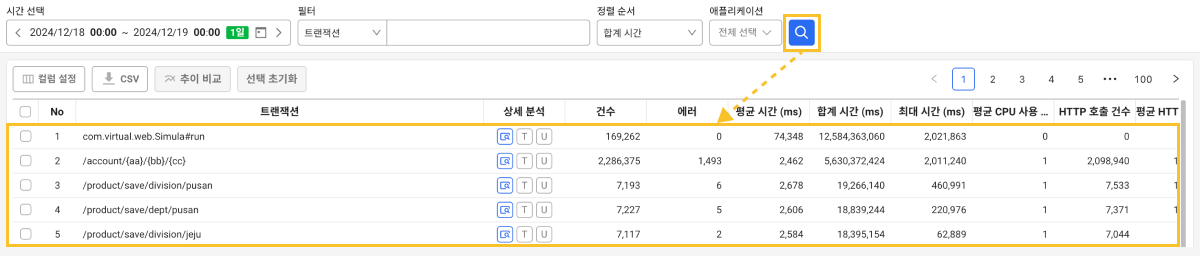 시간 선택 필터 정렬 순서 애플리케이션
2024/12/18 00:00 ~ 2024/12/19 00:00 1일 트랜잭션 합계 시간 전체 선택
컬럼 설정 CSV 추이 비교 선택 초기화 1 2 3 4 5 ••• 100
No 트랜잭션 상세 분석 건수 에러 평균 시간 (ms) 합계 시간 (ms) 최대 시간 (ms) 평균 CPU 사용 ... HTTP 호출 건수 평균 HTT
1 com.virtual.web.Simula#run T U 169,262 0 74,348 12,584,363,060 2,021,863 0 0
2 /account/{aa}/{bb}/{cc} T U 2,286,375 1,493 2,462 5,630,372,424 2,011,240 1 2,098,940 1
3 /product/save/division/pusan T U 7,193 6 2,678 19,266,140 460,991 1 7,533 1
4 /product/save/dept/pusan T U 7,227 5 2,606 18,839,244 220,976 1 7,371 1
5 /product/save/division/jeju T U 7,117 2 2,584 18,395,154 62,889 1 7,044